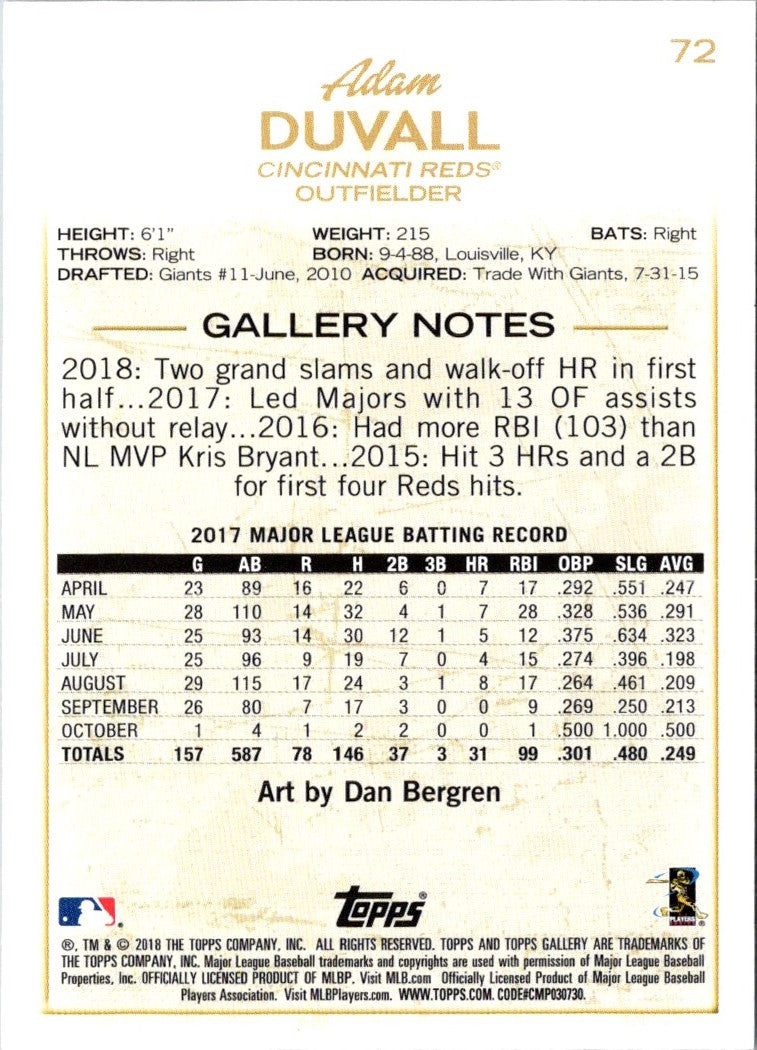 72
Adam
DUVALL
CINCINNATI REDS®
OUTFIELDER
HEIGHT: 6'1" WEIGHT: 215 BATS: Right
THROWS: Right BORN: 9-4-88, Louisville, KY
DRAFTED: Giants #11-June, 2010 ACQUIRED: Trade With Giants, 7-31-15
GALLERY NOTES
2018: Two grand slams and walk-off HR in first
half...2017: Led Majors with 13 OF assists
without relay...2016: Had more RBI (103) than
NL MVP Kris Bryant...2015: Hit 3 HRs and a 2B
for first four Reds hits.
2017 MAJOR LEAGUE BATTING RECORD
G AB R H 2B 3B HR RBI OBP SLG AVG
APRIL 23 89 16 22 6 0 7 17 .292 .551 .247
MAY 28 110 14 32 4 1 7 28 .328 .536 .291
JUNE 25 93 14 30 12 1 5 12 .375 .634 .323
JULY 25 96 9 19 7 0 4 15 .274 .396 .198
AUGUST 29 115 17 24 3 1 8 17 .264 .461 .209
SEPTEMBER 26 80 7 17 3 0 0 9 .269 .250 .213
OCTOBER 1 4 1 2 2 0 0 1 .500 1.000 .500
TOTALS 157 587 78 146 37 3 31 99 .301 .480 .249
Art by Dan Bergren
Topps®
PLAYERS
®, TM & © 2018 THE TOPPS COMPANY, INC. ALL RIGHTS RESERVED. TOPPS AND TOPPS GALLERY ARE TRADEMARKS OF
THE TOPPS COMPANY, INC. Major League Baseball trademarks and copyrights are used with permission of Major League Baseball
Properties, Inc. OFFICIALLY LICENSED PRODUCT OF MLBP. Visit MLB.com Officially Licensed Product of Major League Baseball
Players Association. Visit MLBPlayers.com. WWW.TOPPS.COM. CODE#CMP030730.